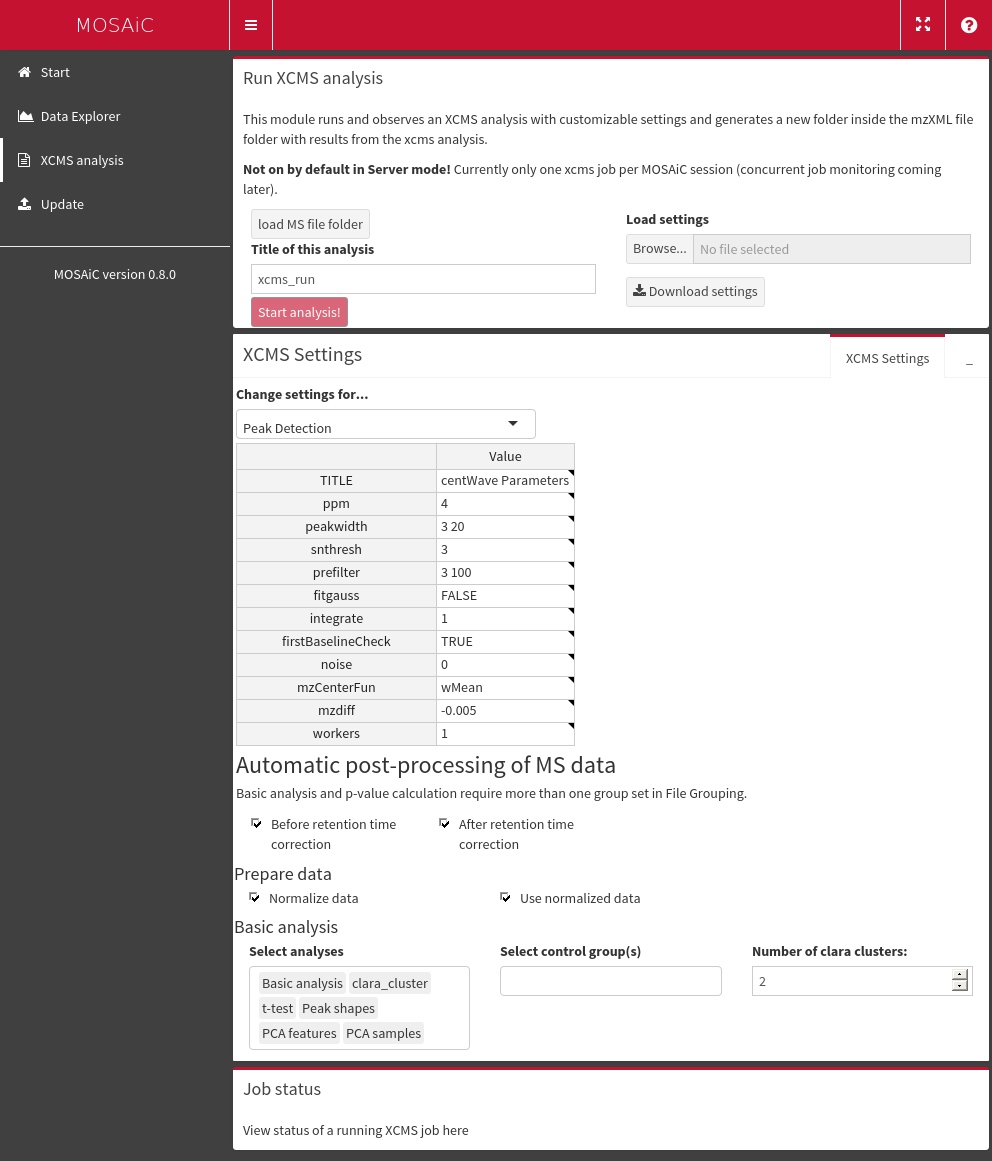 MOSAiC
Start
Data Explorer
XCMS analysis
Update
MOSAiC version 0.8.0
Run XCMS analysis
This module runs and observes an XCMS analysis with customizable settings and generates a new folder inside the mzXML file
folder with results from the xcms analysis.
Not on by default in Server mode! Currently only one xcms job per MOSAiC session (concurrent job monitoring coming
later).
load MS file folder
Title of this analysis
xcms_run
Start analysis!
Load settings
Browse... No file selected
Download settings
XCMS Settings
XCMS Settings _
Change settings for...
Peak Detection
Value
TITLE centWave Parameters
ppm 4
peakwidth 3 20
snthresh 3
prefilter 3 100
fitgauss FALSE
integrate 1
firstBaselineCheck TRUE
noise 0
mzCenterFun wMean
mzdiff -0.005
workers 1
Automatic post-processing of MS data
Basic analysis and p-value calculation require more than one group set in File Grouping.
Before retention time
correction
After retention time
correction
Prepare data
Normalize data
Use normalized data
Basic analysis
Select analyses
Basic analysis clara_cluster
t-test Peak shapes
PCA features PCA samples
Select control group(s)
Number of clara clusters:
2
Job status
View status of a running XCMS job here